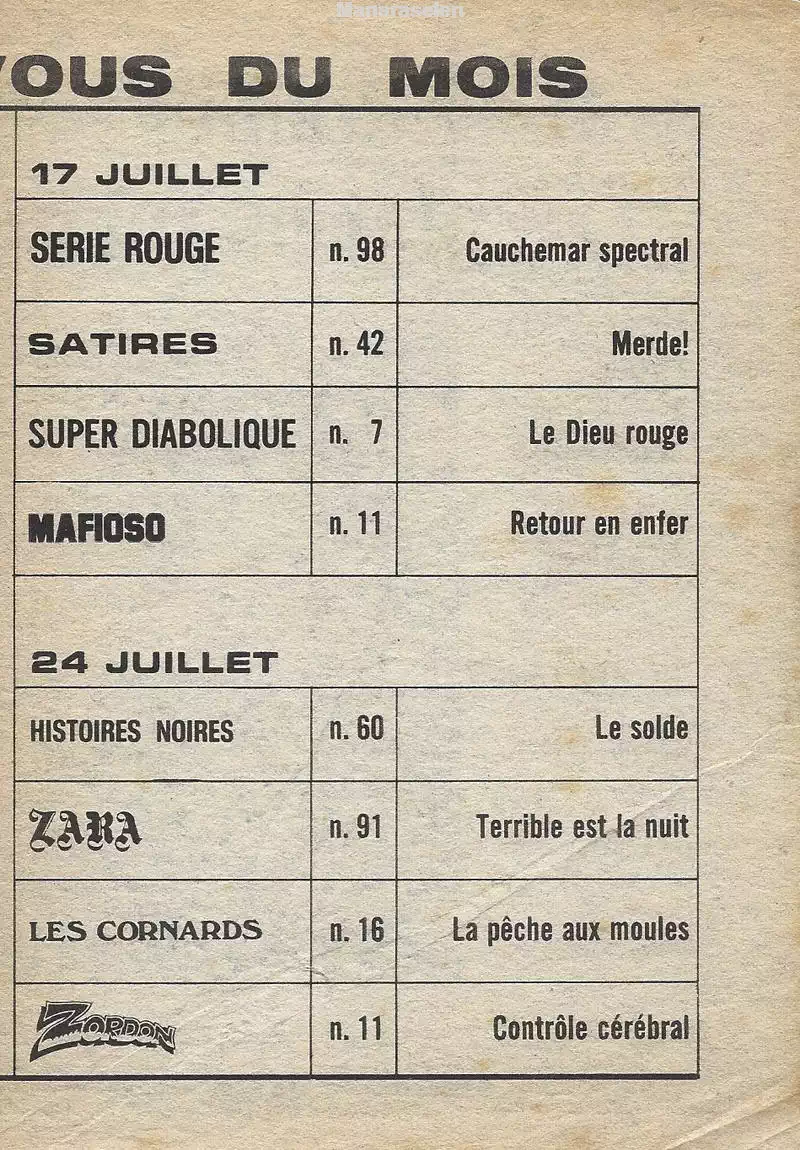 Mansraselen
VOUS DU MOIS
17 JUILLET
SERIE ROUGE n. 98 Cauchemar spectral
SATIRES n. 42 Merde!
SUPER DIABOLIQUE n. 7 Le Dieu rouge
MAFIOSO n. 11 Retour en enfer
24 JUILLET
HISTOIRES NOIRES n. 60 Le solde
ZARA n. 91 Terrible est la nuit
LES CORNARDS n. 16 La pêche aux moules
ZORDON n. 11 Contrôle cérébral